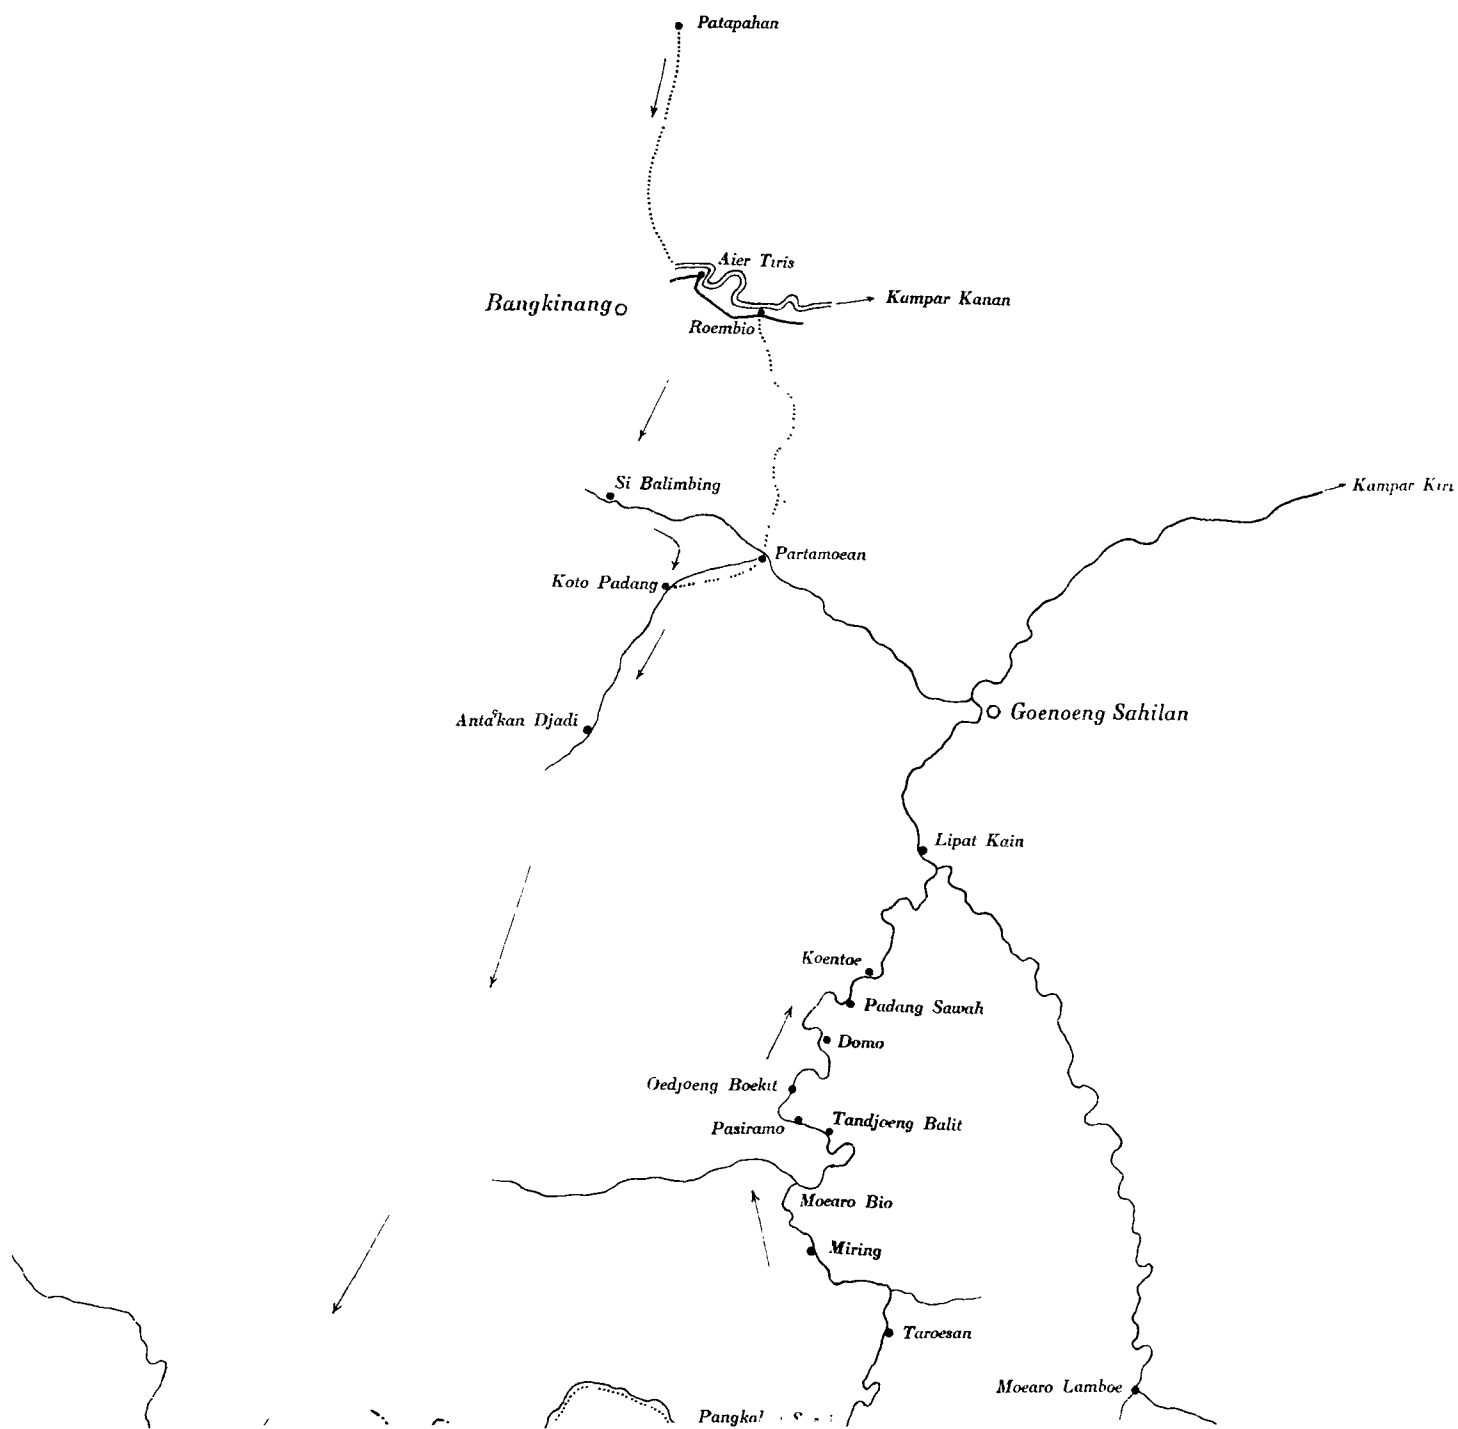 Patapahan
Aier Tiris
Bangkinang
Kampar Kanan
Roembio
Si Balimbing
Kampar Kiri
Partamoean
Koto Padang
Goenoeng Sahilan
Antaʿkan Djadi
Lipat Kain
Koentoe
Padang Sawah
Domo
Oedjoeng Boekit
Tandjoeng Balit
Pasiramo
Moearo Bio
Miring
Taroesan
Moearo Lamboe